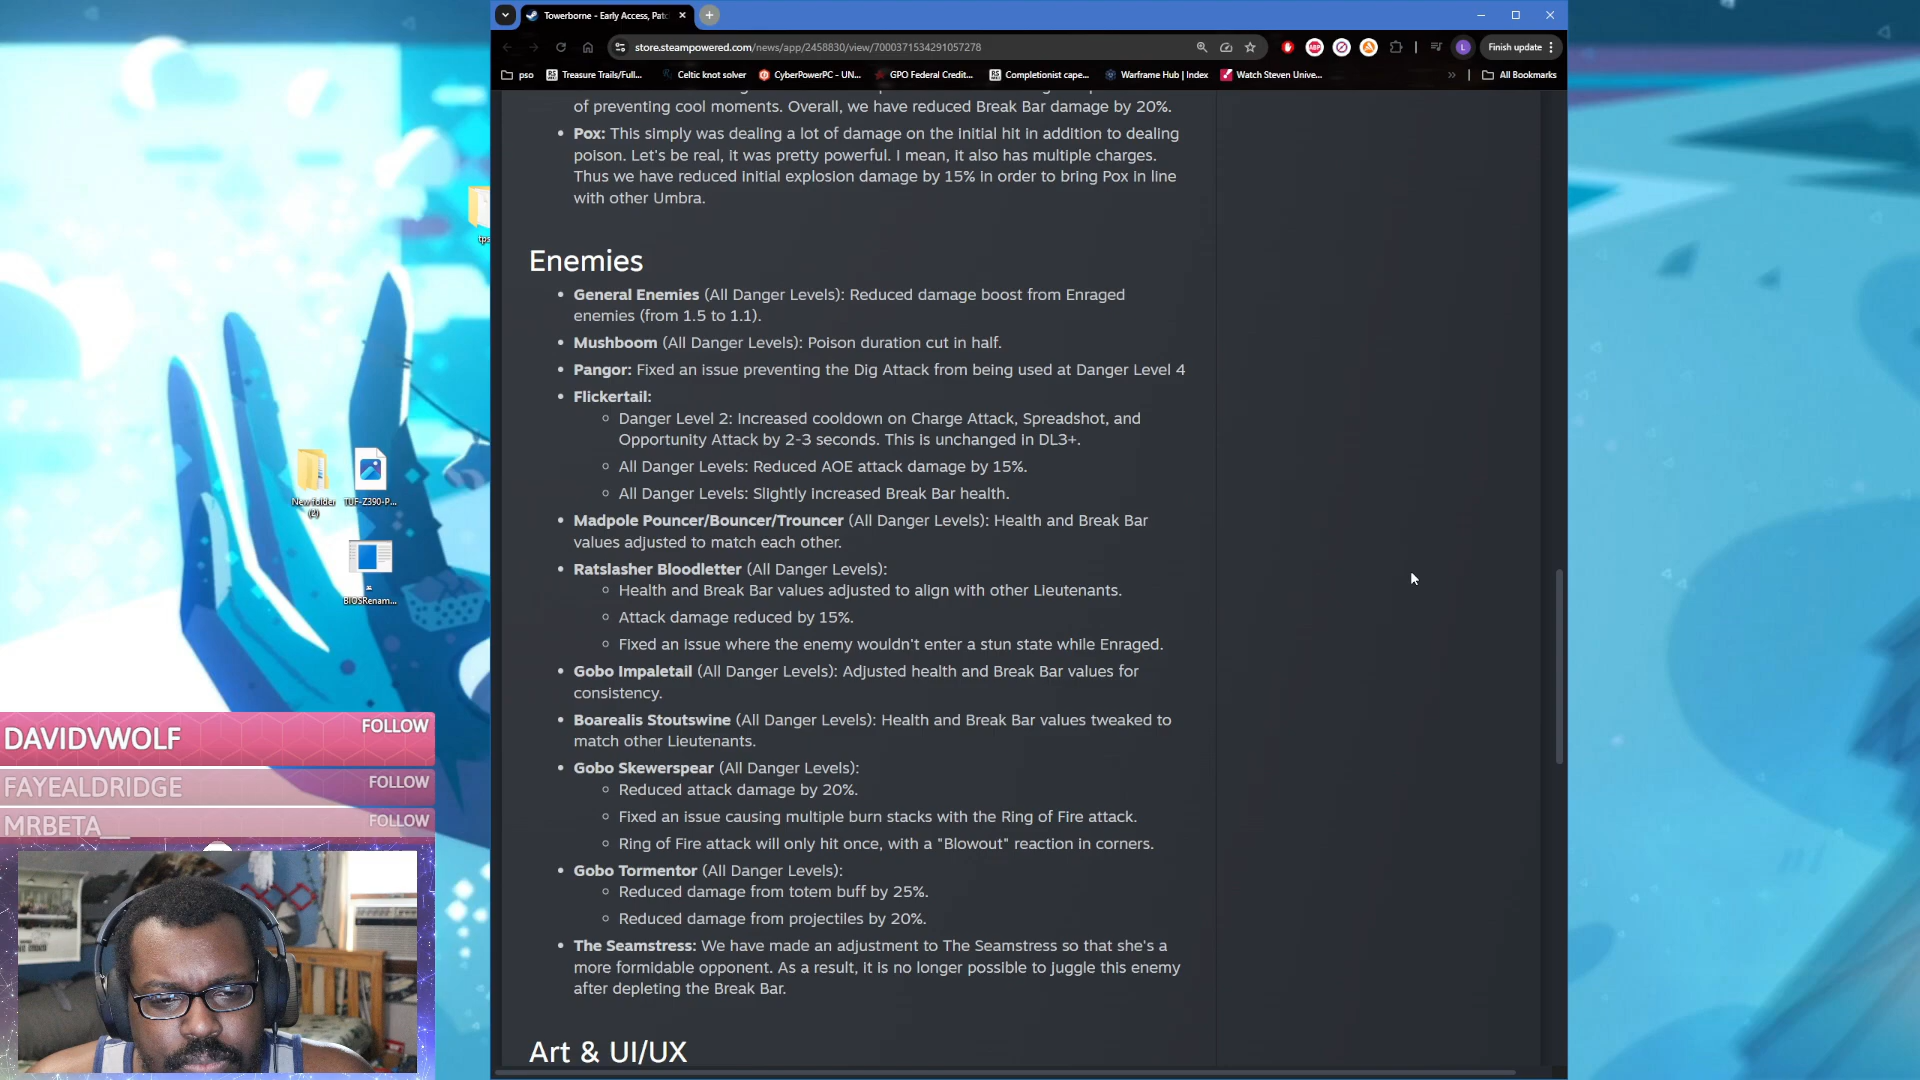 Towerborne - Early Access, Patc
store.steampowered.com/news/app/2458830/view/7000371534291057278
Finish update
pso
Treasure Trails/Full...
Celtic knot solver
CyberPowerPC - UN...
GPO Federal Credit...
Completionist cape...
Warframe Hub | Index
Watch Steven Unive...
All Bookmarks
of preventing cool moments. Overall, we have reduced Break Bar damage by 20%.
Pox: This simply was dealing a lot of damage on the initial hit in addition to dealing
poison. Let's be real, it was pretty powerful. I mean, it also has multiple charges.
Thus we have reduced initial explosion damage by 15% in order to bring Pox in line
with other Umbra.
Enemies
General Enemies (All Danger Levels): Reduced damage boost from Enraged
enemies (from 1.5 to 1.1).
Mushboom (All Danger Levels): Poison duration cut in half.
Pangor: Fixed an issue preventing the Dig Attack from being used at Danger Level 4
Flickertail:
Danger Level 2: Increased cooldown on Charge Attack, Spreadshot, and
Opportunity Attack by 2-3 seconds. This is unchanged in DL3+.
All Danger Levels: Reduced AOE attack damage by 15%.
All Danger Levels: Slightly increased Break Bar health.
Madpole Pouncer/Bouncer/Trouncer (All Danger Levels): Health and Break Bar
values adjusted to match each other.
Ratslasher Bloodletter (All Danger Levels):
Health and Break Bar values adjusted to align with other Lieutenants.
Attack damage reduced by 15%.
Fixed an issue where the enemy wouldn't enter a stun state while Enraged.
Gobo Impaletail (All Danger Levels): Adjusted health and Break Bar values for
consistency.
Boarealis Stoutswine (All Danger Levels): Health and Break Bar values tweaked to
match other Lieutenants.
Gobo Skewerspear (All Danger Levels):
Reduced attack damage by 20%.
Fixed an issue causing multiple burn stacks with the Ring of Fire attack.
Ring of Fire attack will only hit once, with a "Blowout" reaction in corners.
Gobo Tormentor (All Danger Levels):
Reduced damage from totem buff by 25%.
Reduced damage from projectiles by 20%.
The Seamstress: We have made an adjustment to The Seamstress so that she's a
more formidable opponent. As a result, it is no longer possible to juggle this enemy
after depleting the Break Bar.
Art & UI/UX
tps
New folder
(2)
TUF-Z390-P...
BIOSRenam...
DAVIDVWOLF FOLLOW
FAYEALDRIDGE FOLLOW
MRBETA__ FOLLOW